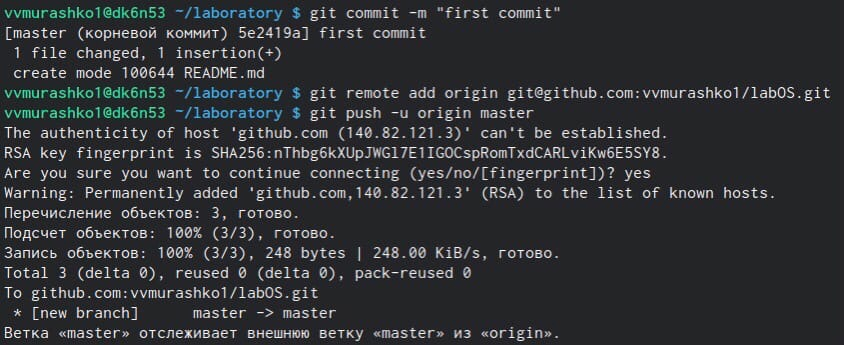 vvmurashko1@dk6n53 ~/laboratory $ git commit -m "first commit"
[master (корневой коммит) 5e2419a] first commit
1 file changed, 1 insertion(+)
create mode 100644 README.md
vvmurashko1@dk6n53 ~/laboratory $ git remote add origin git@github.com:vvmurashko1/labOS.git
vvmurashko1@dk6n53 ~/laboratory $ git push -u origin master
The authenticity of host 'github.com (140.82.121.3)' can't be established.
RSA key fingerprint is SHA256:nThbg6kXUpJWGl7E1IGOCspRomTxdCARLviKw6E5SY8.
Are you sure you want to continue connecting (yes/no/[fingerprint])? yes
Warning: Permanently added 'github.com,140.82.121.3' (RSA) to the list of known hosts.
Перечисление объектов: 3, готово.
Подсчет объектов: 100% (3/3), готово.
Запись объектов: 100% (3/3), 248 bytes | 248.00 KiB/s, готово.
Total 3 (delta 0), reused 0 (delta 0), pack-reused 0
To github.com:vvmurashko1/labOS.git
* [new branch] master -> master
Ветка «master» отслеживает внешнюю ветку «master» из «origin».